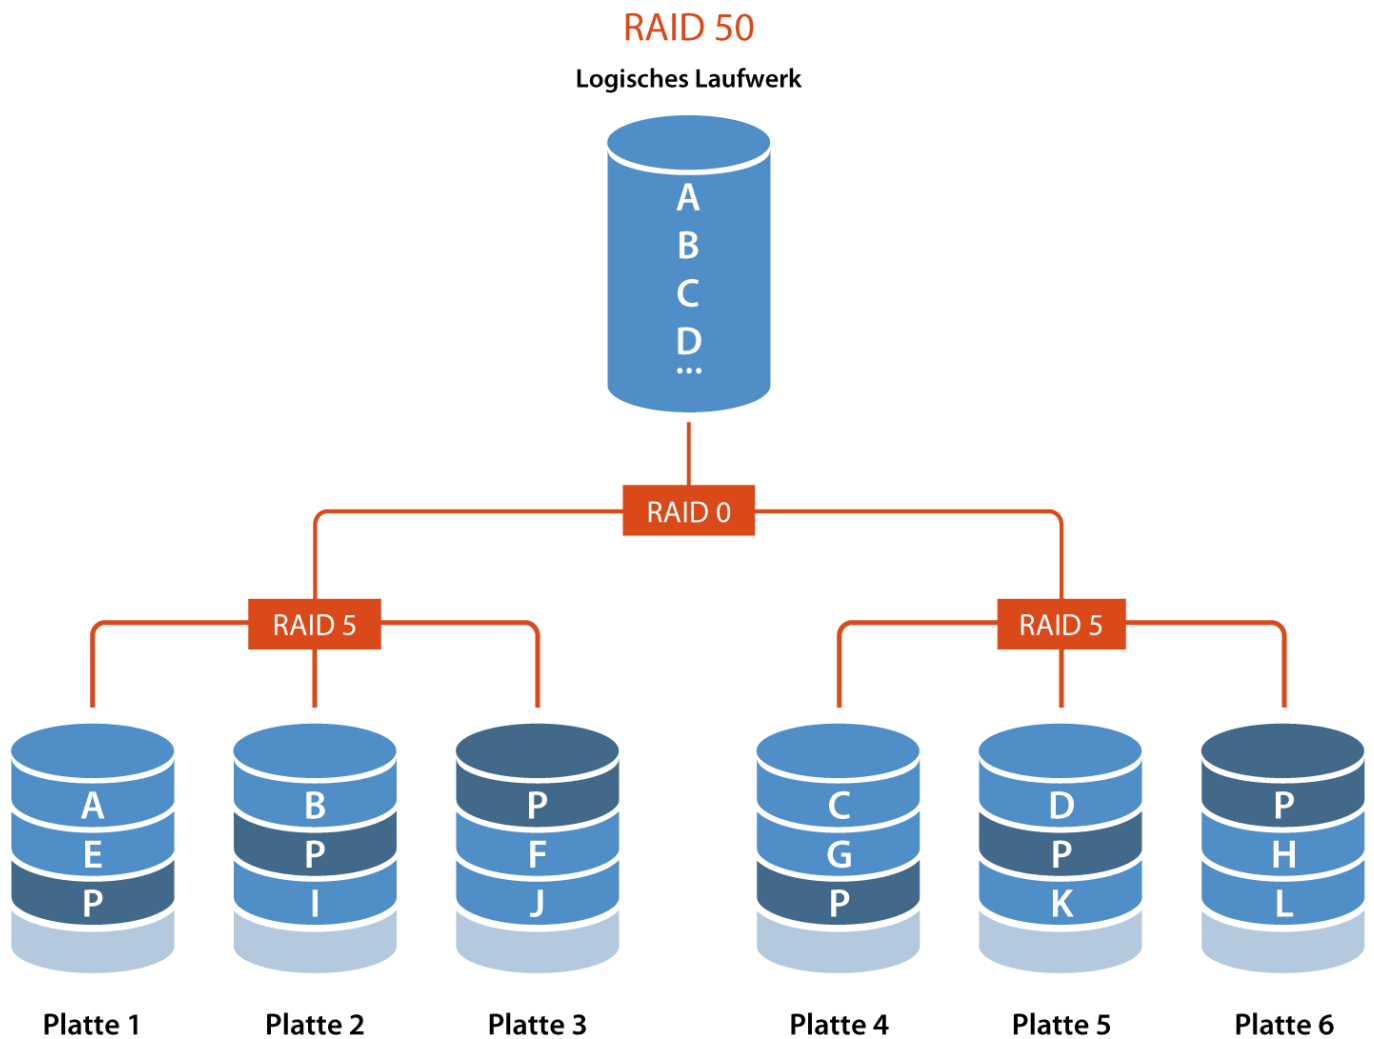 RAID 50
Logisches Laufwerk
A
B
C
D
...
RAID 0
RAID 5
RAID 5
A
E
P
B
P
I
P
F
J
C
G
P
D
P
K
P
H
L
Platte 1
Platte 2
Platte 3
Platte 4
Platte 5
Platte 6